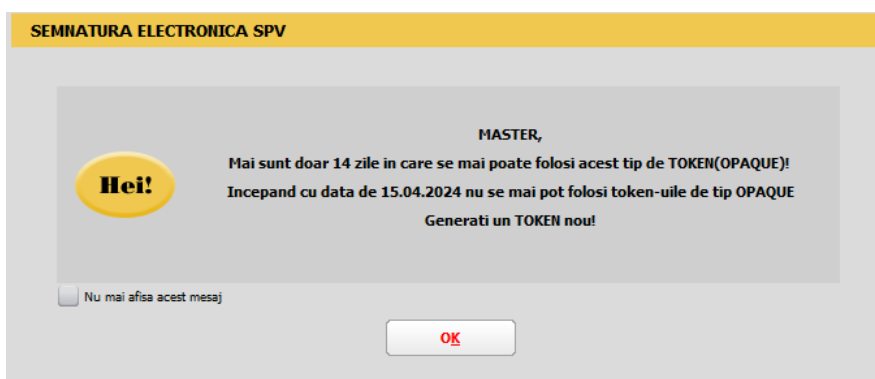 SEMNATURA ELECTRONICA SPV
MASTER,
Mai sunt doar 14 zile in care se mai poate folosi acest tip de TOKEN(OPAQUE)!
Hei!
Incepand cu data de 15.04.2024 nu se mai pot folosi token-uile de tip OPAQUE
Generati un TOKEN nou!
Nu mai afisa acest mesaj
OK